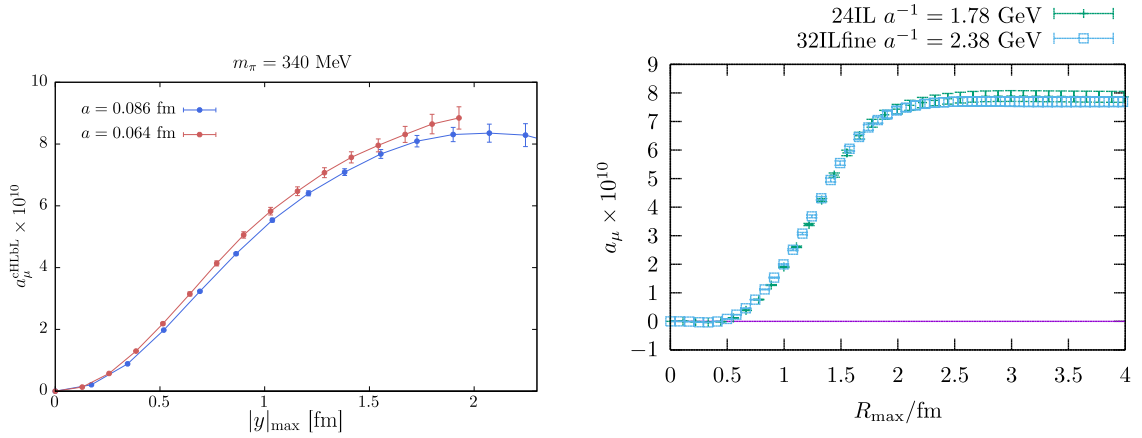 m_π = 340 MeV
a = 0.086 fm
a = 0.064 fm
a_μ^cHLbL × 10^10
10
8
6
4
2
0
0 0.5 1 1.5 2
|y|_max [fm]
24IL a^−1 = 1.78 GeV
32ILfine a^−1 = 2.38 GeV
a_μ × 10^10
9
8
7
6
5
4
3
2
1
0
−1
0 0.5 1 1.5 2 2.5 3 3.5 4
R_max/fm